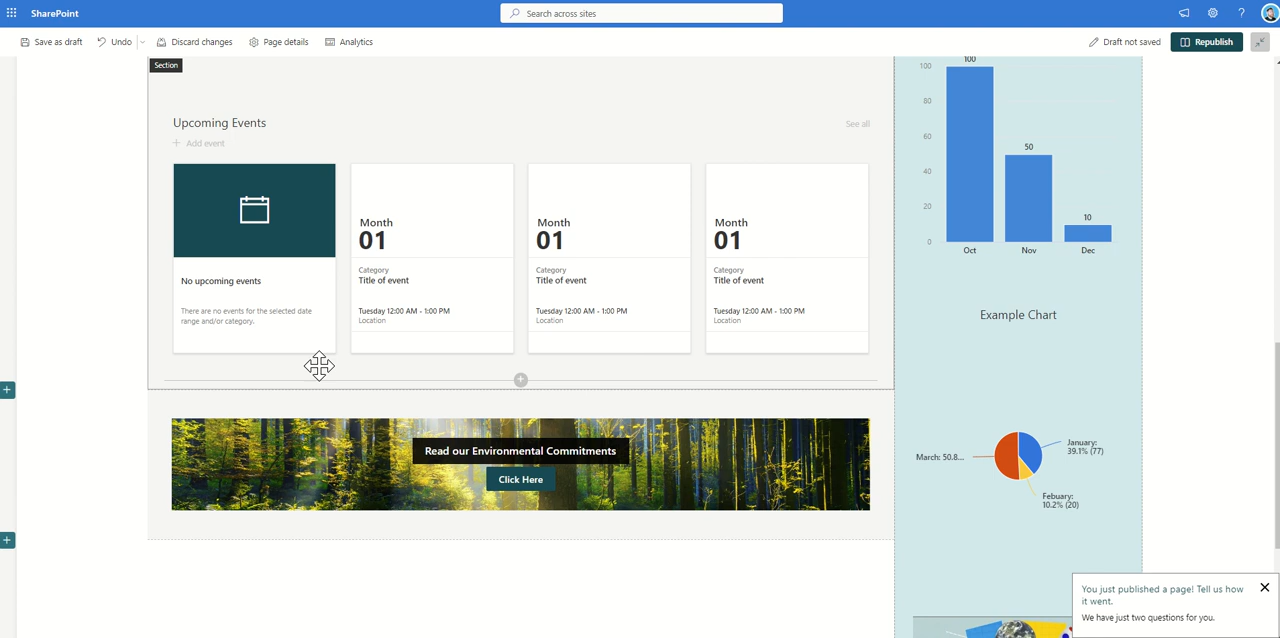 SharePoint
Search across sites
?
Save as draft
Undo
Discard changes
Page details
Analytics
Draft not saved
Republish
Section
Upcoming Events
See all
+ Add event
No upcoming events
There are no events for the selected date
range and/or category.
Month
01
Category
Title of event
Tuesday 12:00 AM - 1:00 PM
Location
Month
01
Category
Title of event
Tuesday 12:00 AM - 1:00 PM
Location
Month
01
Category
Title of event
Tuesday 12:00 AM - 1:00 PM
Location
Read our Environmental Commitments
Click Here
100
80
60
40
20
0
100
50
10
Oct
Nov
Dec
Example Chart
January:
39.1% (77)
March: 50.8...
Febuary:
10.2% (20)
You just published a page! Tell us how
it went.
We have just two questions for you.